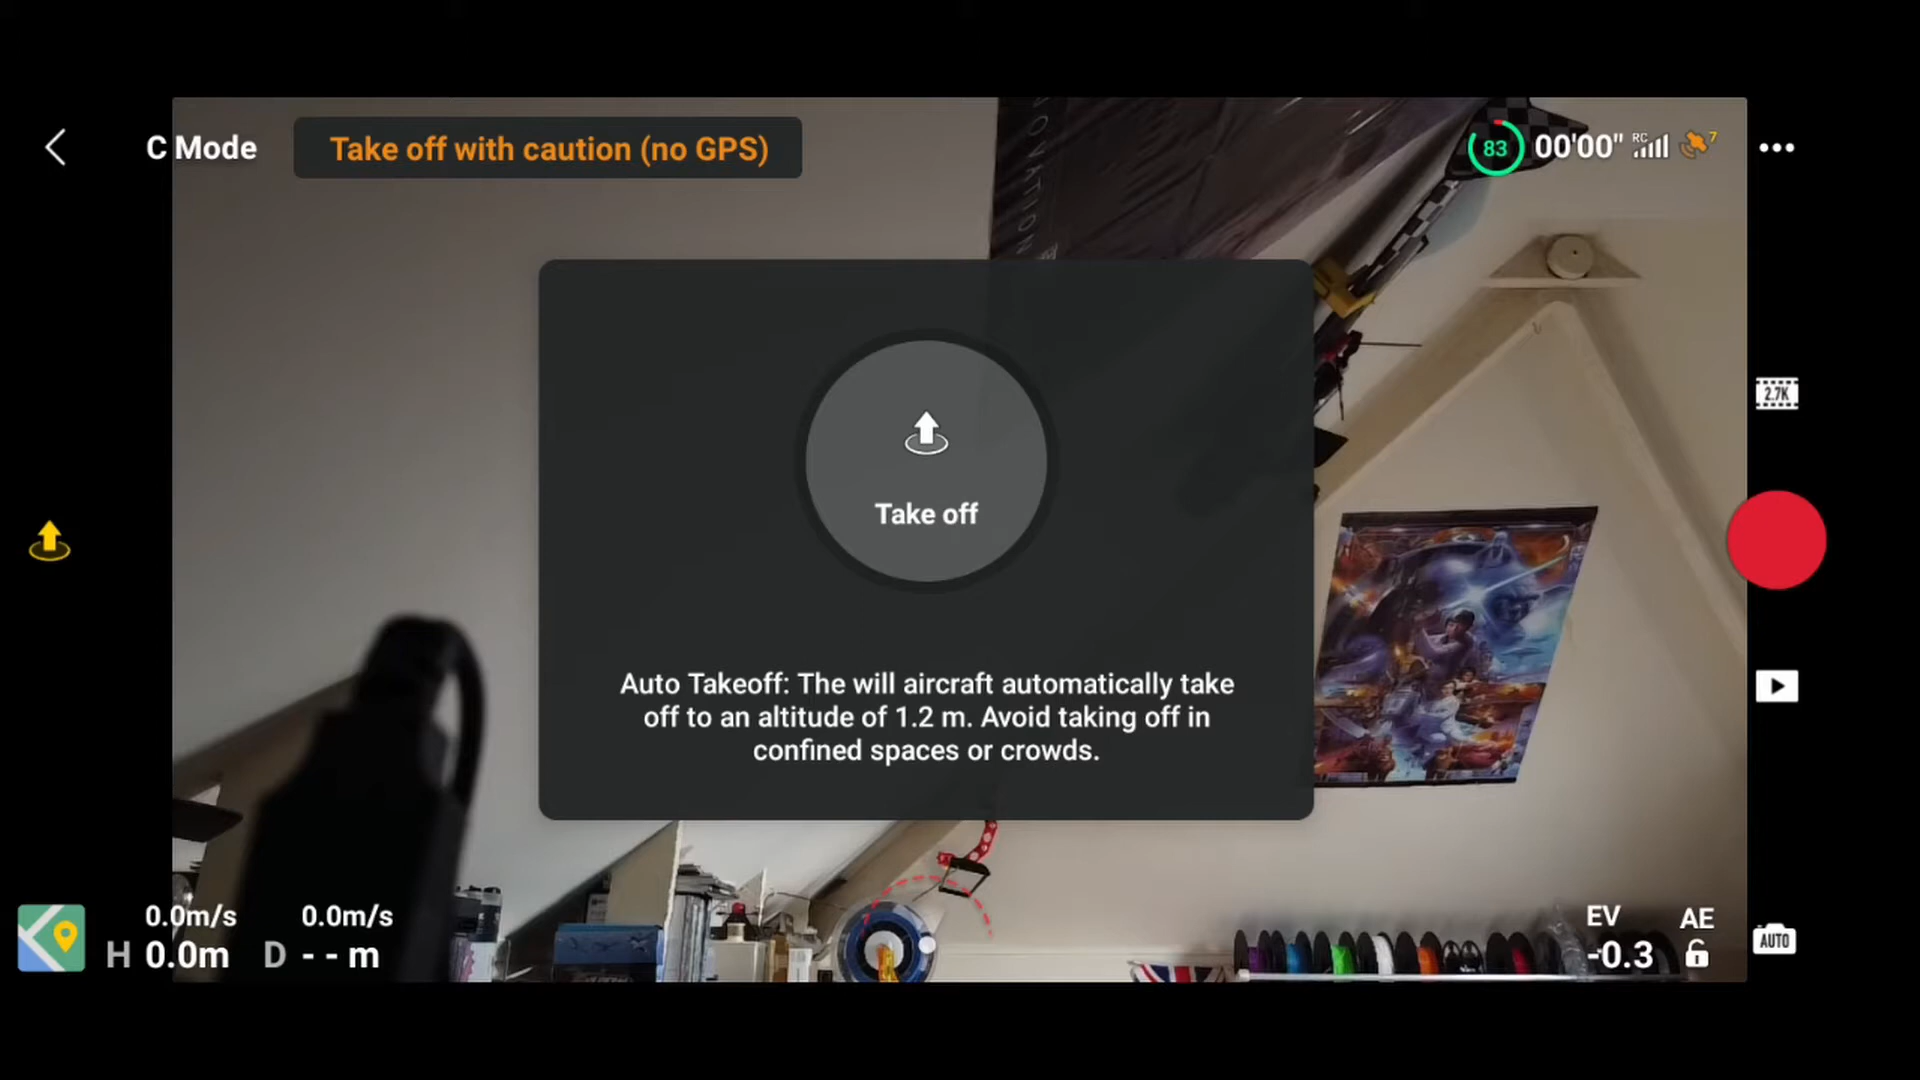 C Mode
Take off with caution (no GPS)
83
00'00"
RC
7
2.7K
Take off
Auto Takeoff: The will aircraft automatically take
off to an altitude of 1.2 m. Avoid taking off in
confined spaces or crowds.
0.0m/s
0.0m/s
H 0.0m
D - - m
EV
-0.3
AE
AUTO